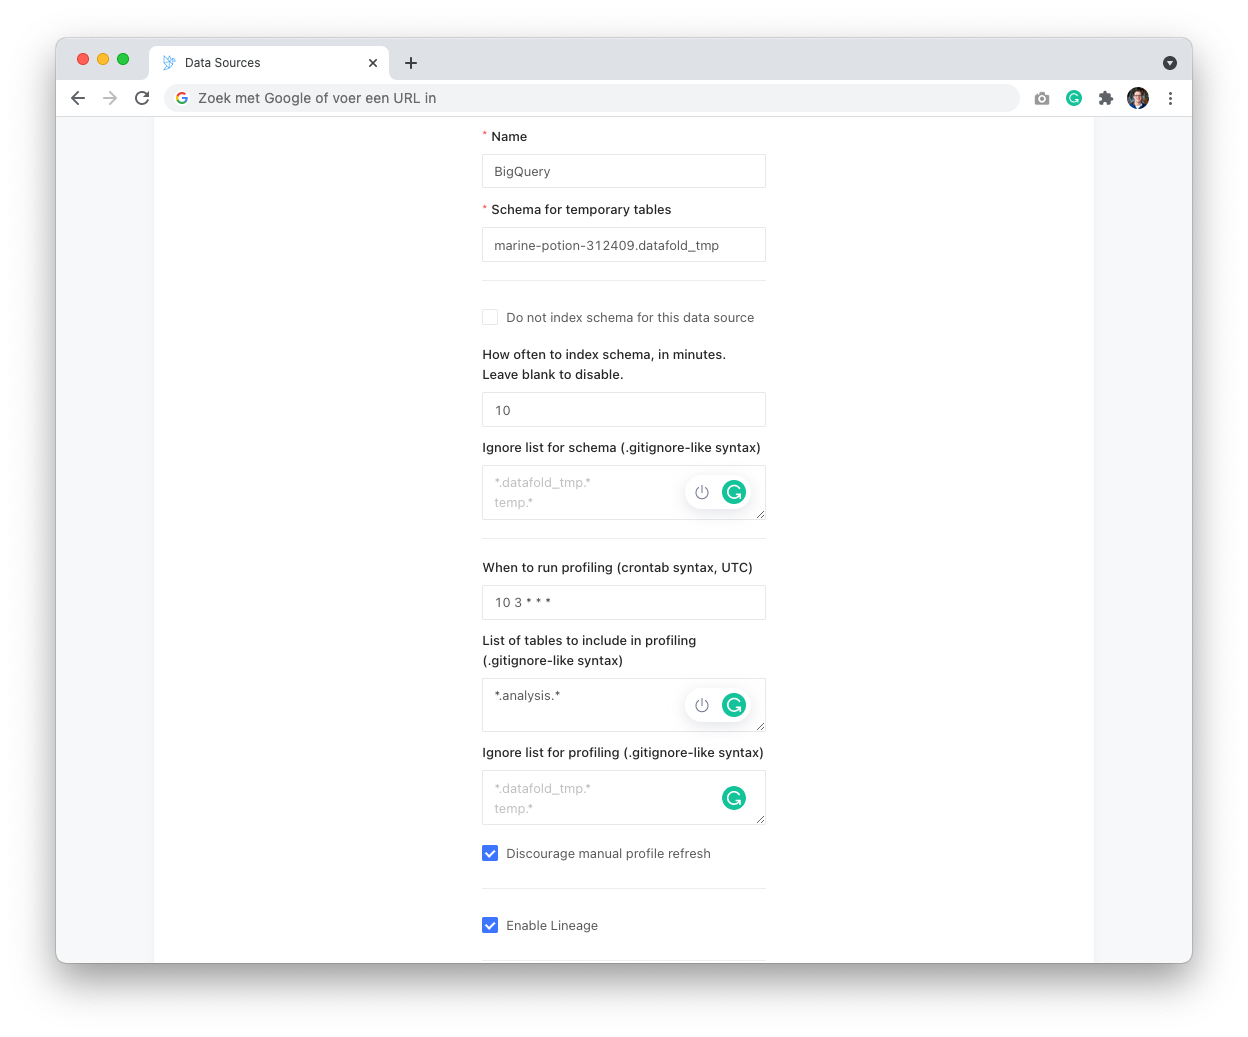 Data Sources
Zoek met Google of voer een URL in
* Name
BigQuery
* Schema for temporary tables
marine-potion-312409.datafold_tmp
Do not index schema for this data source
How often to index schema, in minutes.
Leave blank to disable.
10
Ignore list for schema (.gitignore-like syntax)
*.datafold_tmp.*
temp.*
When to run profiling (crontab syntax, UTC)
10 3 * * *
List of tables to include in profiling
(.gitignore-like syntax)
*.analysis.*
Ignore list for profiling (.gitignore-like syntax)
*.datafold_tmp.*
temp.*
Discourage manual profile refresh
Enable Lineage